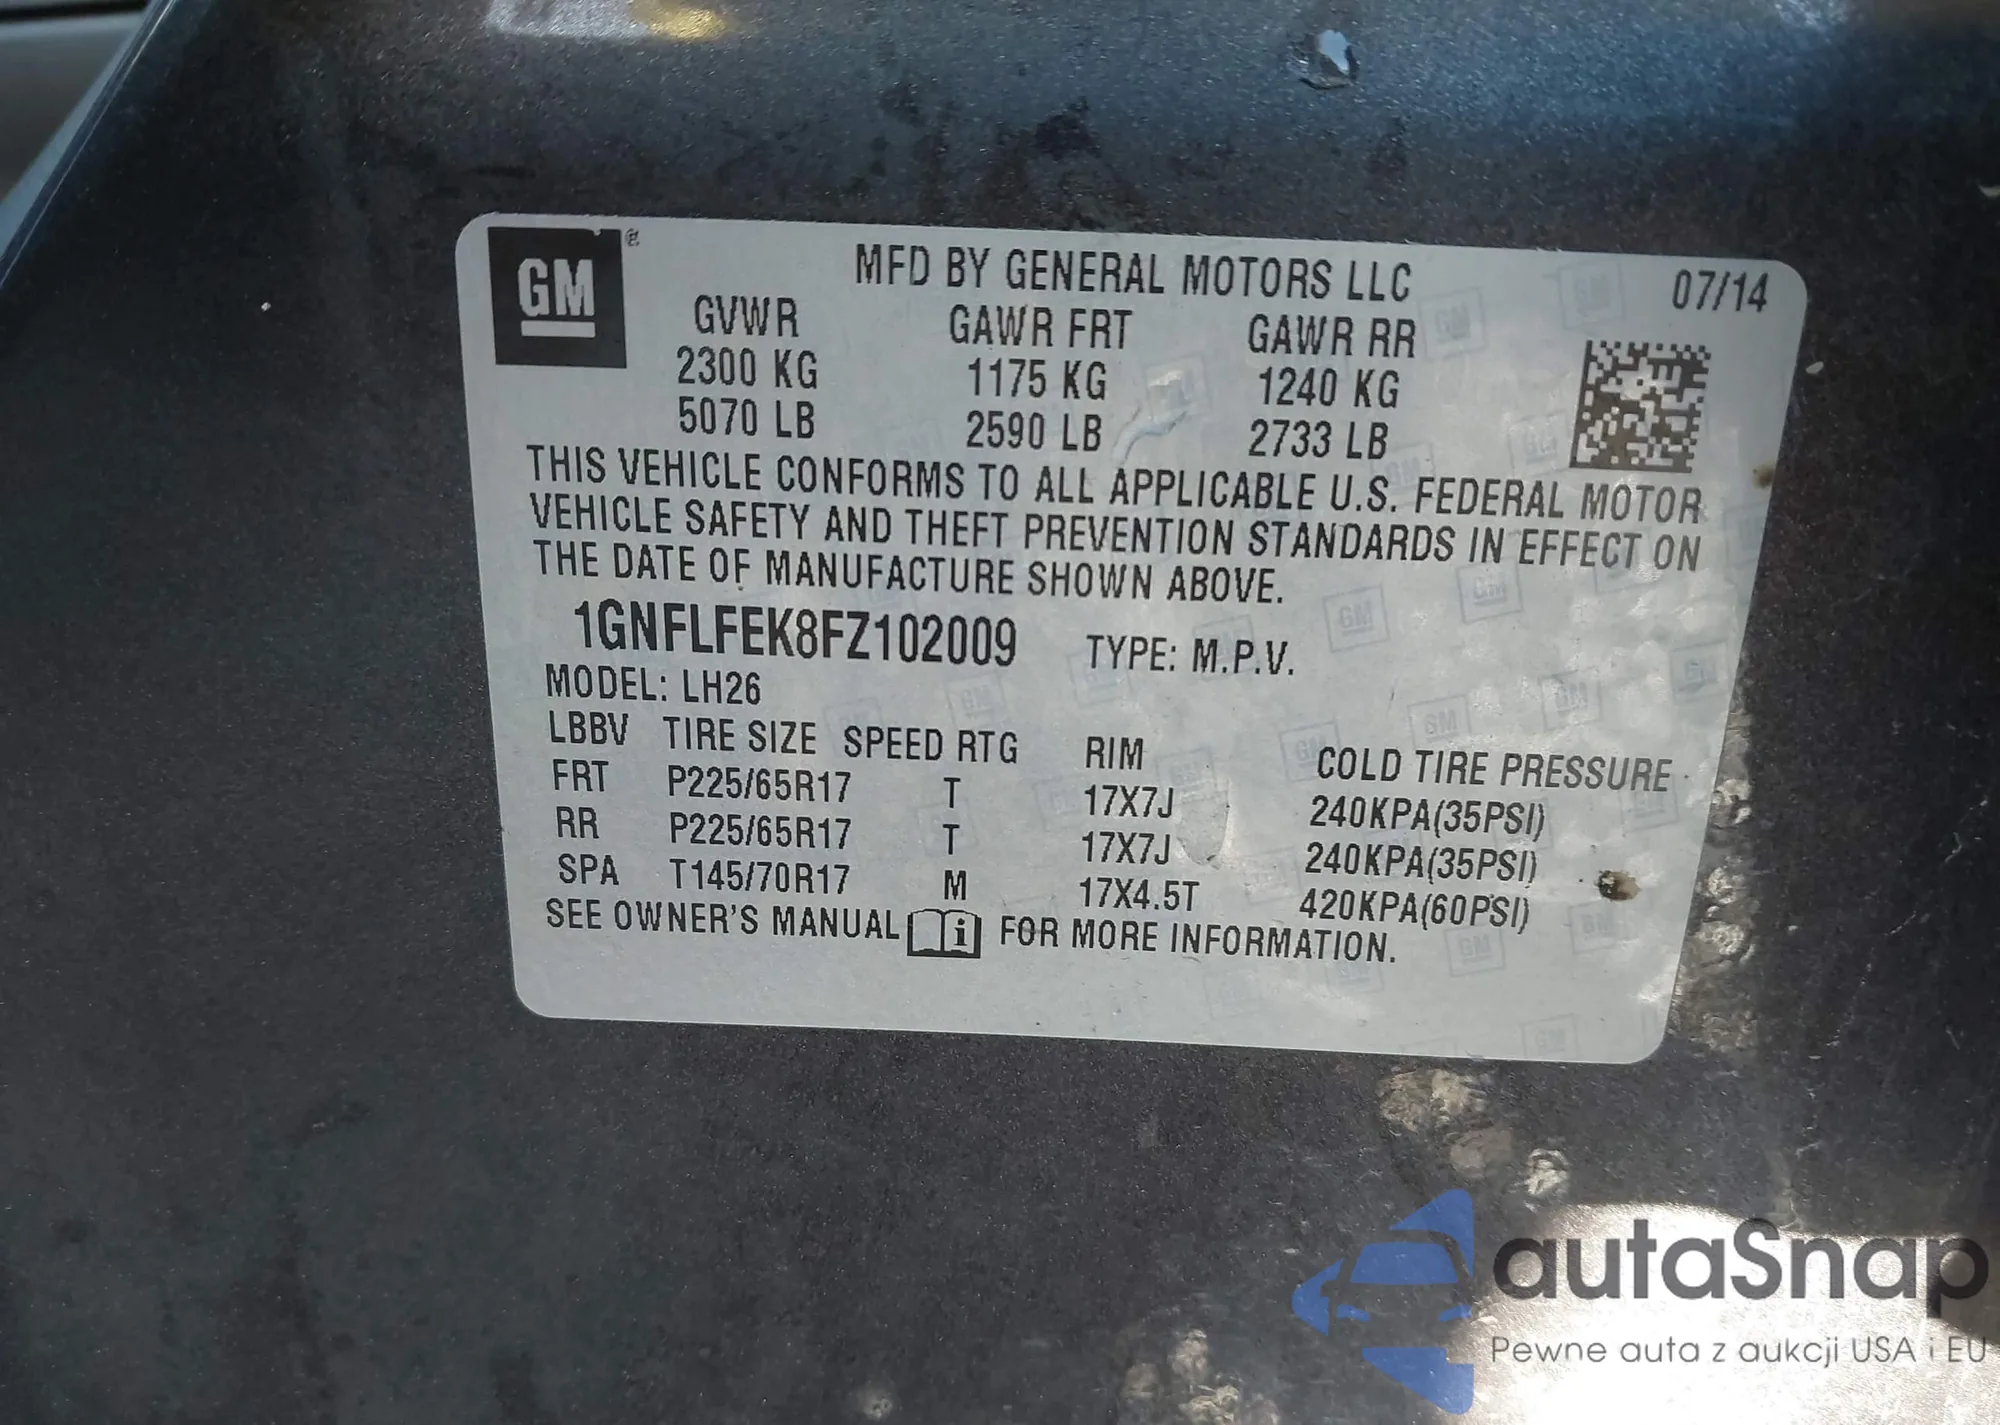 GM
MFD BY GENERAL MOTORS LLC 07/14
GVWR GAWR FRT GAWR RR
2300 KG 1175 KG 1240 KG
5070 LB 2590 LB 2733 LB
THIS VEHICLE CONFORMS TO ALL APPLICABLE U.S. FEDERAL MOTOR
VEHICLE SAFETY AND THEFT PREVENTION STANDARDS IN EFFECT ON
THE DATE OF MANUFACTURE SHOWN ABOVE.
1GNFLFEK8FZ102009 TYPE: M.P.V.
MODEL: LH26
LBBV TIRE SIZE SPEED RTG RIM COLD TIRE PRESSURE
FRT P225/65R17 T 17X7J 240KPA(35PSI)
RR P225/65R17 T 17X7J 240KPA(35PSI)
SPA T145/70R17 M 17X4.5T 420KPA(60PSI)
SEE OWNER'S MANUAL i FOR MORE INFORMATION.
autaSnap
Pewne auta z aukcji USA i EU